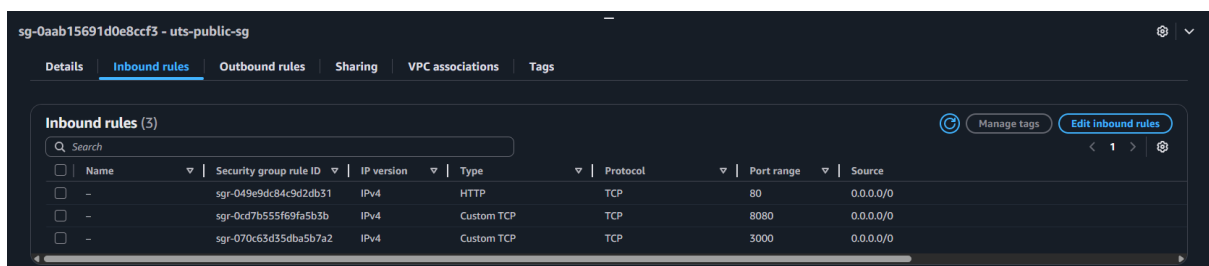 sg-0aab15691d0e8ccf3 - uts-public-sg
Details Inbound rules Outbound rules Sharing VPC associations Tags
Inbound rules (3) Manage tags Edit inbound rules
Search 1
Name Security group rule ID IP version Type Protocol Port range Source
– sgr-049e9dc84c9d2db31 IPv4 HTTP TCP 80 0.0.0.0/0
– sgr-0cd7b555f69fa5b3b IPv4 Custom TCP TCP 8080 0.0.0.0/0
– sgr-070c63d35dba5b7a2 IPv4 Custom TCP TCP 3000 0.0.0.0/0